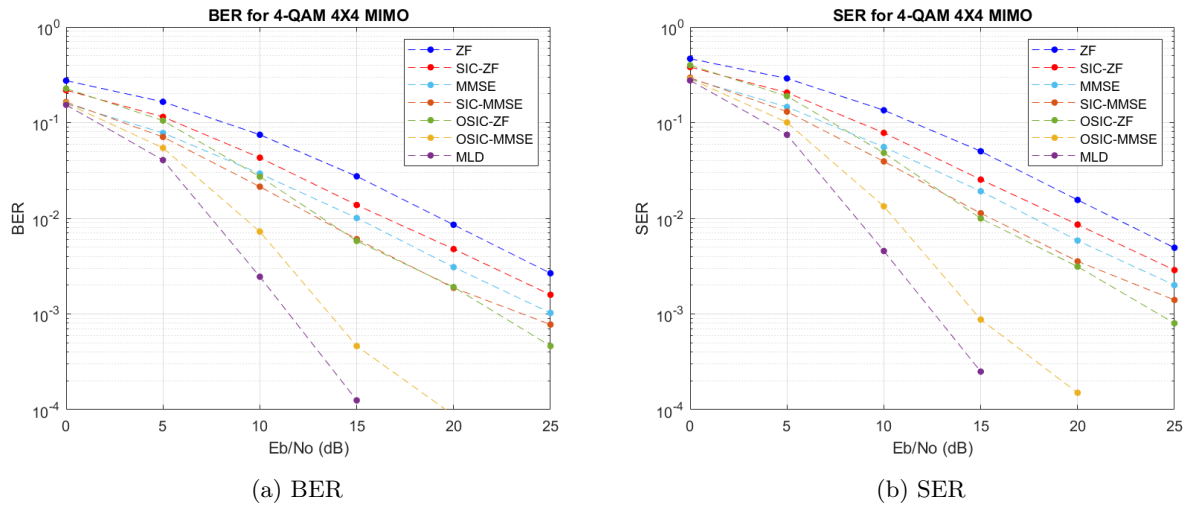 BER for 4-QAM 4X4 MIMO
10^0
10^-1
10^-2
10^-3
10^-4
BER
0 5 10 15 20 25
Eb/No (dB)
ZF
SIC-ZF
MMSE
SIC-MMSE
OSIC-ZF
OSIC-MMSE
MLD
(a) BER
SER for 4-QAM 4X4 MIMO
10^0
10^-1
10^-2
10^-3
10^-4
SER
0 5 10 15 20 25
Eb/No (dB)
ZF
SIC-ZF
MMSE
SIC-MMSE
OSIC-ZF
OSIC-MMSE
MLD
(b) SER